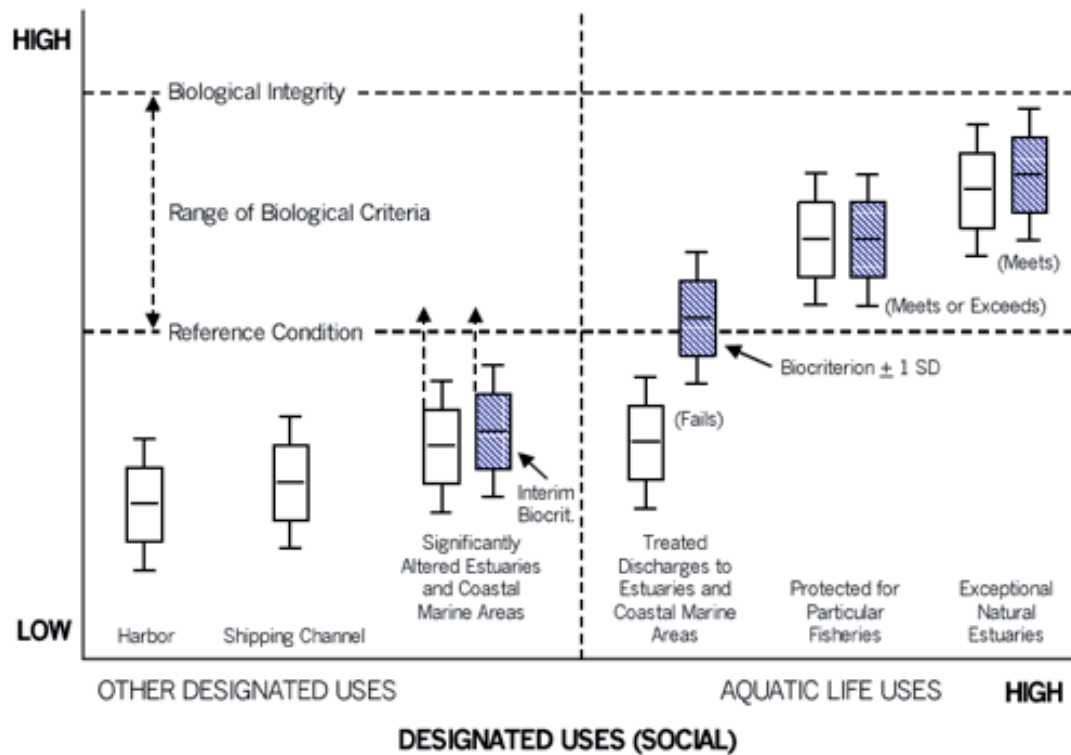 HIGH
Biological Integrity
Range of Biological Criteria
(Meets)
(Meets or Exceeds)
Reference Condition
Biocriterion ± 1 SD
(Fails)
Interim
Biocrit.
Significantly
Altered Estuaries
and Coastal
Marine Areas
Treated
Discharges to
Estuaries and
Coastal Marine
Areas
Protected for
Particular
Fisheries
Exceptional
Natural
Estuaries
LOW
Harbor
Shipping Channel
OTHER DESIGNATED USES
AQUATIC LIFE USES
HIGH
DESIGNATED USES (SOCIAL)